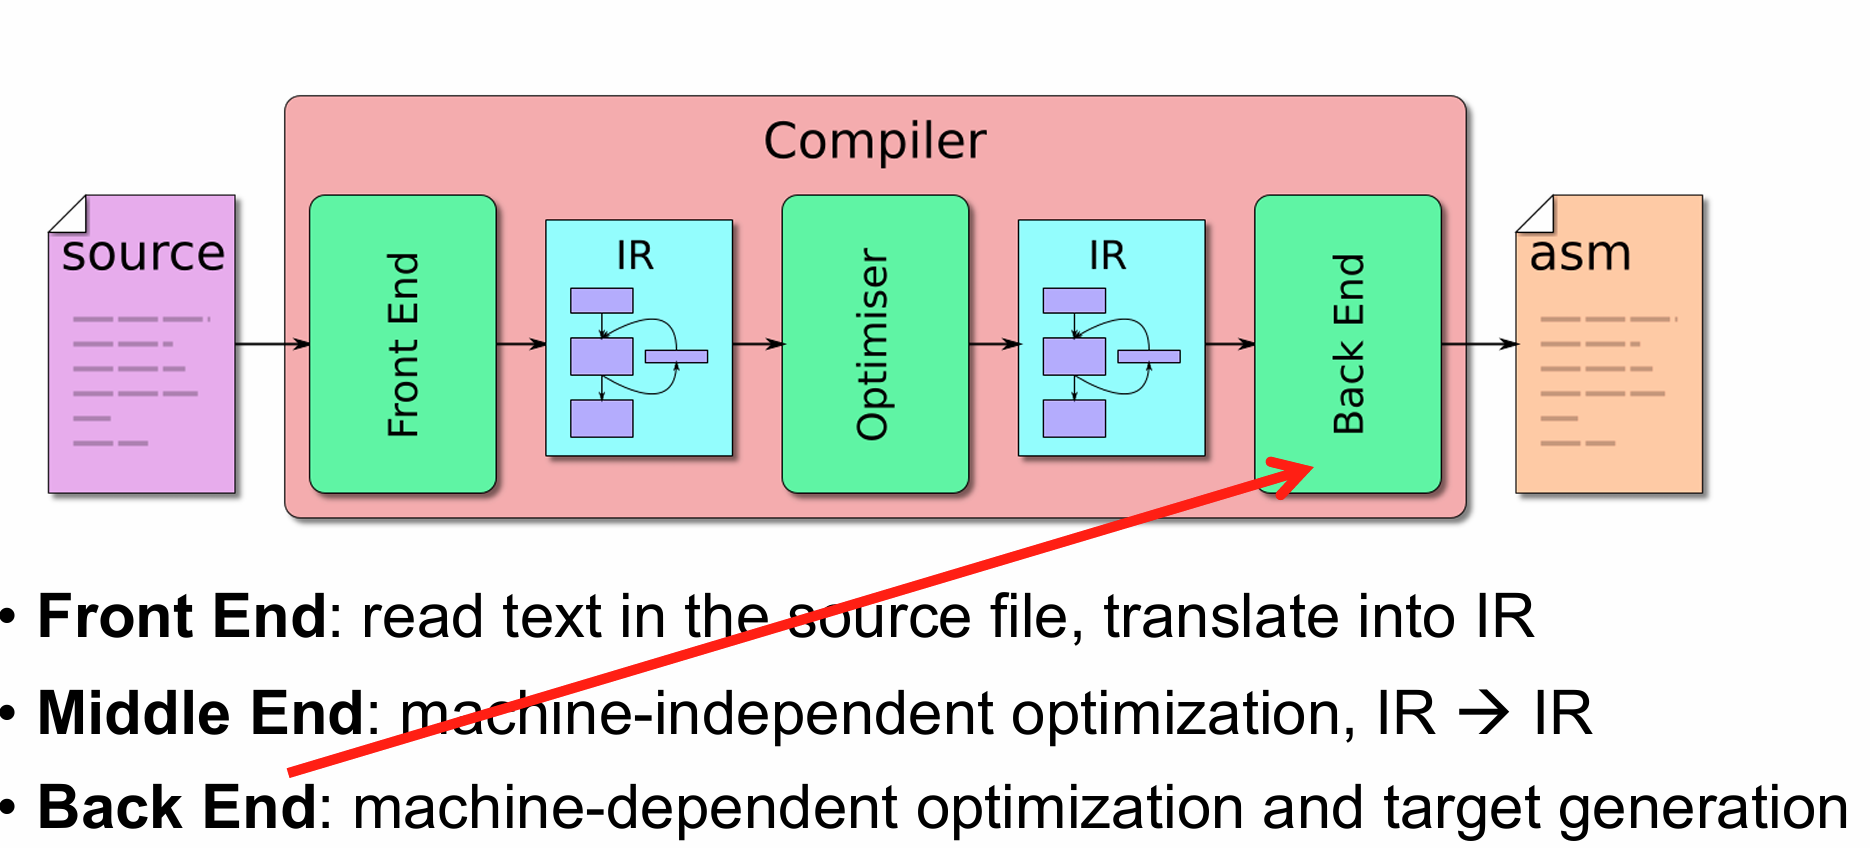 Compiler
source
Front End
IR
Optimiser
IR
Back End
asm
• Front End: read text in the source file, translate into IR
• Middle End: machine-independent optimization, IR → IR
• Back End: machine-dependent optimization and target generation